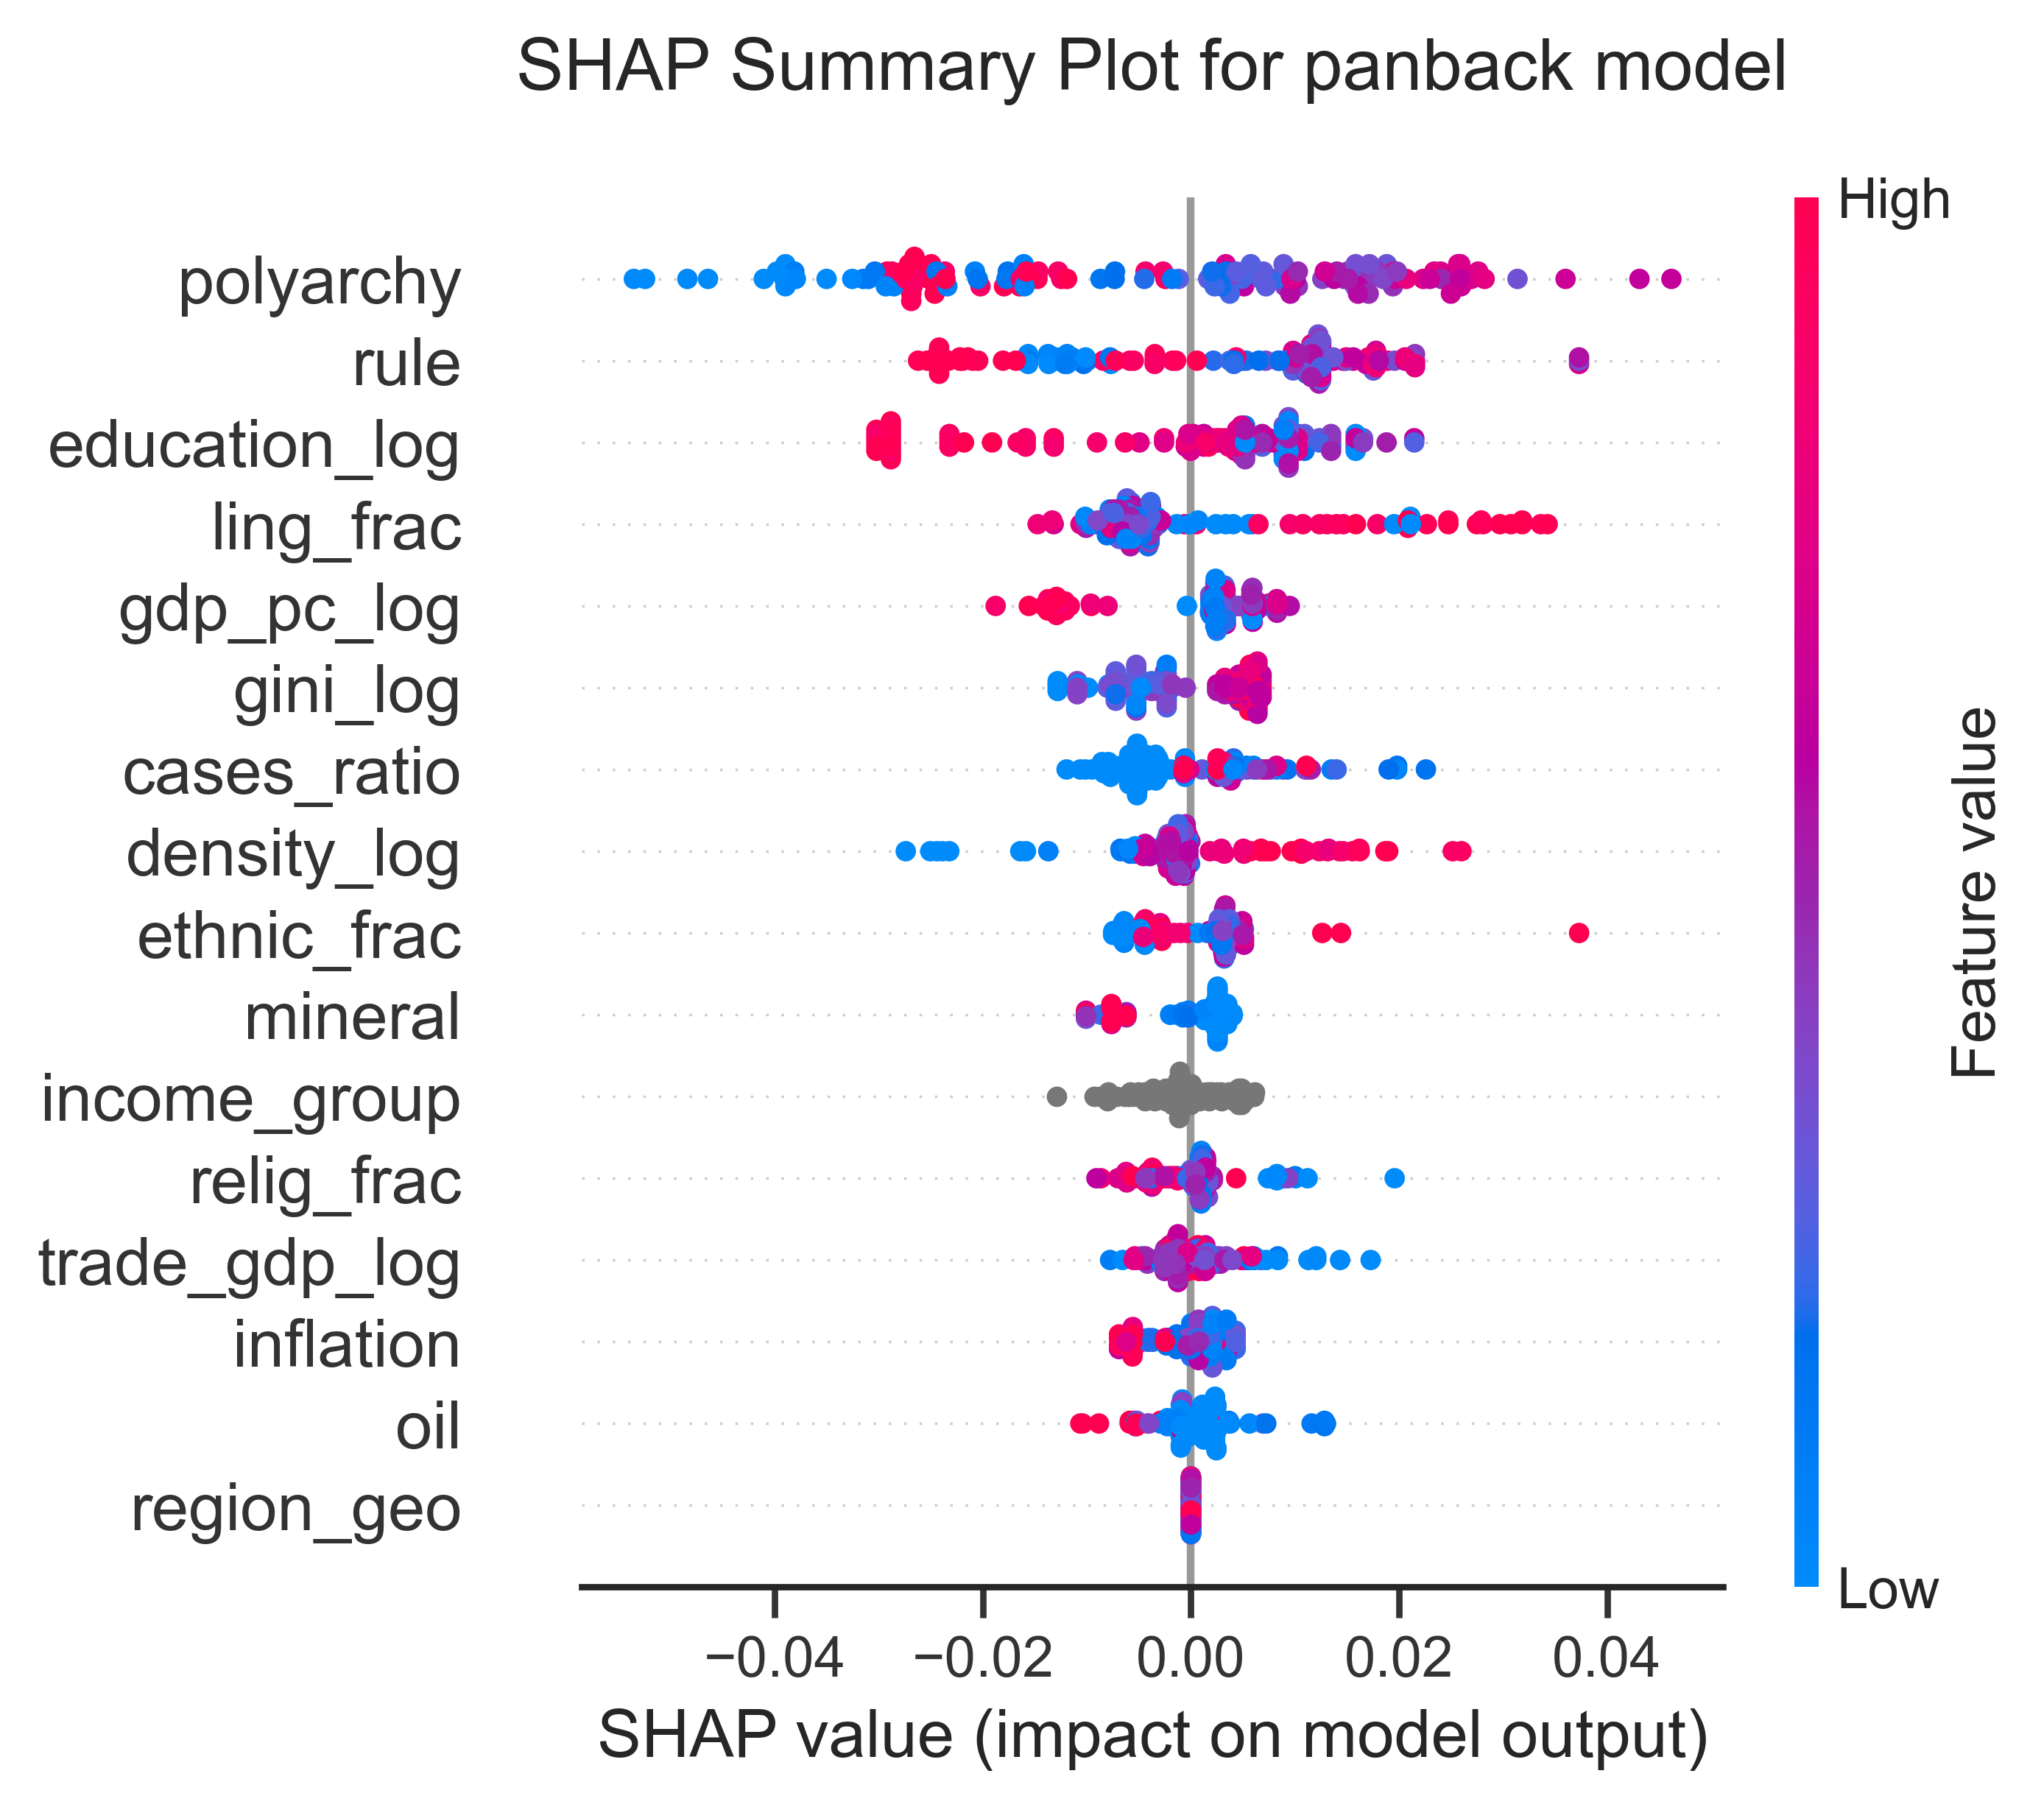 SHAP Summary Plot for panback model
High
polyarchy
rule
education_log
ling_frac
gdp_pc_log
gini_log
cases_ratio
density_log
ethnic_frac
mineral
income_group
relig_frac
trade_gdp_log
inflation
oil
region_geo
Feature value
Low
−0.04 −0.02 0.00 0.02 0.04
SHAP value (impact on model output)